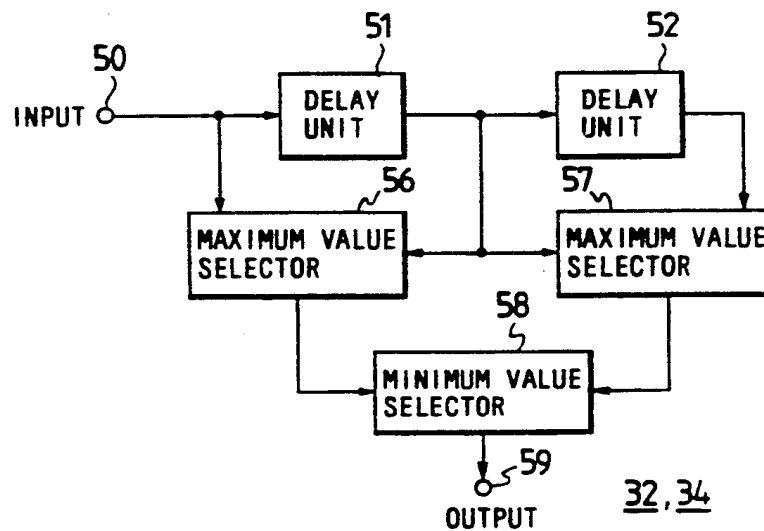 50
51
52
INPUT
DELAY
UNIT
DELAY
UNIT
56
57
MAXIMUM VALUE
SELECTOR
MAXIMUM VALUE
SELECTOR
58
MINIMUM VALUE
SELECTOR
59
OUTPUT
32, 34